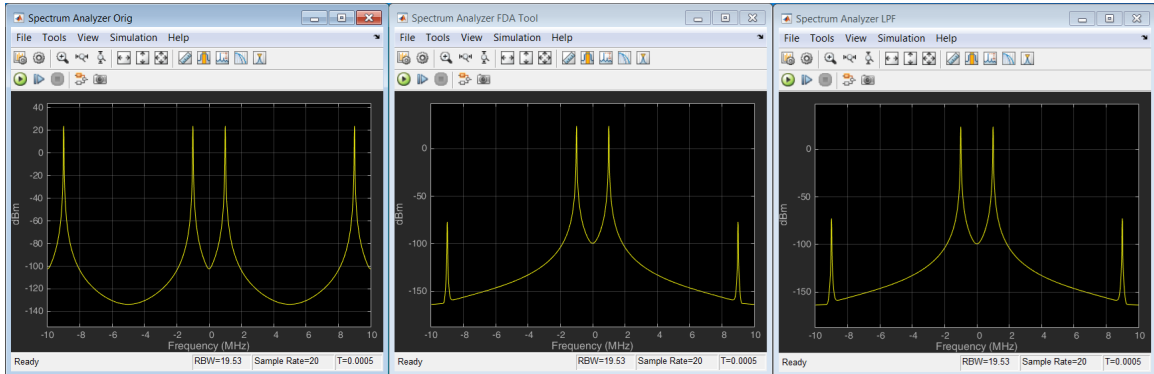 Spectrum Analyzer Orig
File Tools View Simulation Help
40
20
0
-20
-40
-60
-80
-100
-120
-140
dBm
-10 -8 -6 -4 -2 0 2 4 6 8 10
Frequency (MHz)
Ready RBW=19.53 Sample Rate=20 T=0.0005
Spectrum Analyzer FDA Tool
File Tools View Simulation Help
0
-50
-100
-150
dBm
-10 -8 -6 -4 -2 0 2 4 6 8 10
Frequency (MHz)
Ready RBW=19.53 Sample Rate=20 T=0.0005
Spectrum Analyzer LPF
File Tools View Simulation Help
0
-50
-100
-150
dBm
-10 -8 -6 -4 -2 0 2 4 6 8 10
Frequency (MHz)
Ready RBW=19.53 Sample Rate=20 T=0.0005